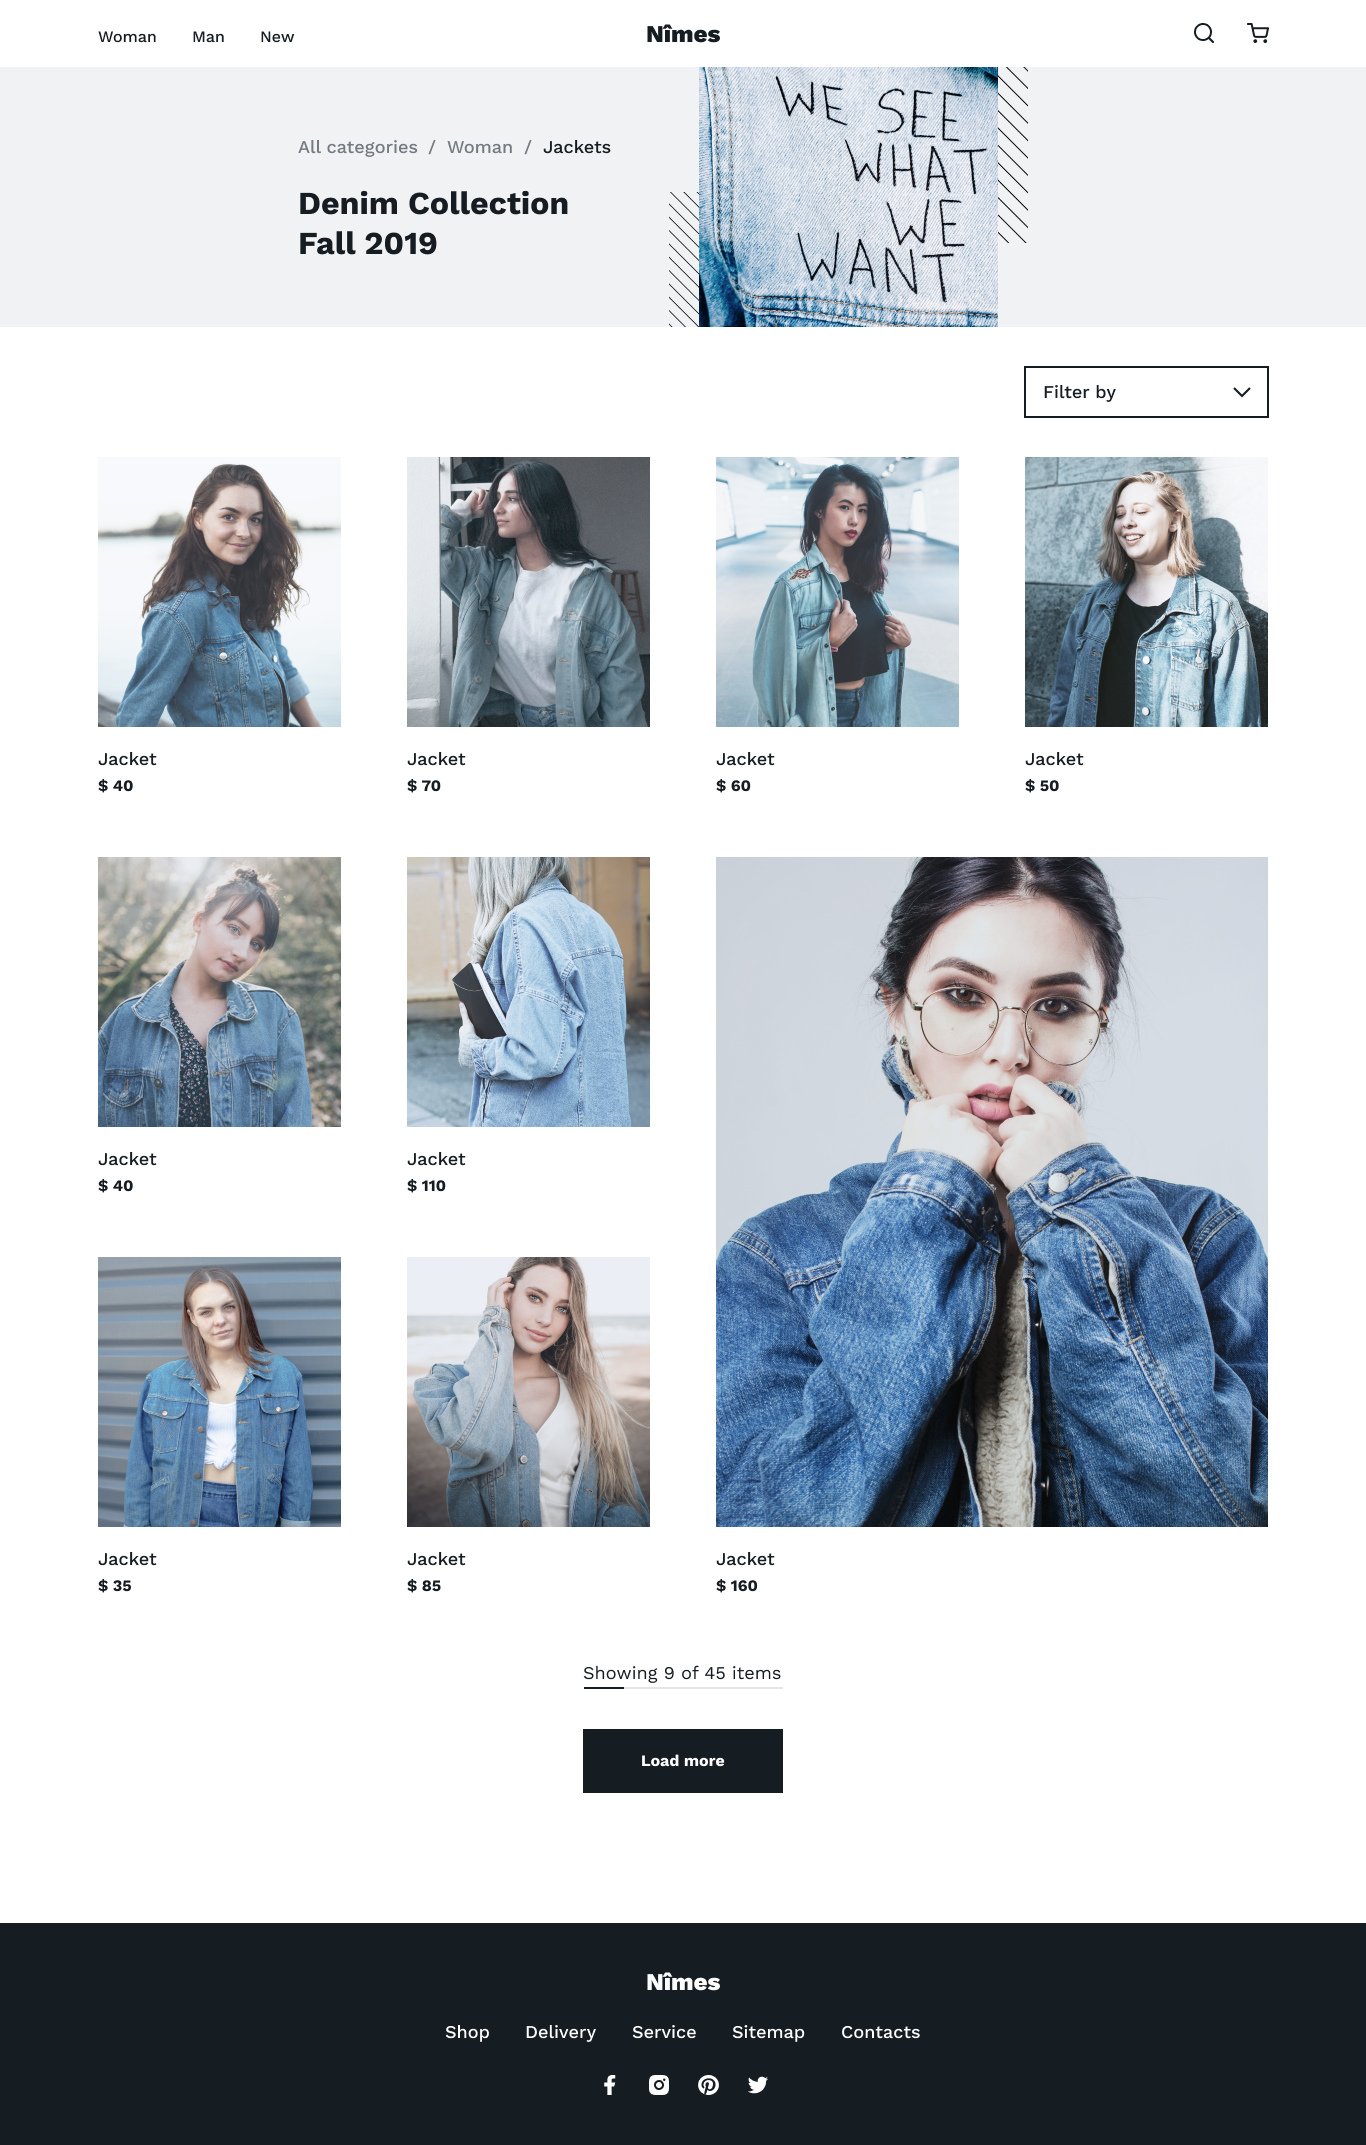 Woman Man New Nîmes
All categories / Woman / Jackets
Denim Collection
Fall 2019
WE SEE
WHAT
WE
WANT
Filter by
Jacket
$ 40
Jacket
$ 70
Jacket
$ 60
Jacket
$ 50
Jacket
$ 40
Jacket
$ 110
Jacket
$ 35
Jacket
$ 85
Jacket
$ 160
Showing 9 of 45 items
Load more
Nîmes
Shop Delivery Service Sitemap Contacts